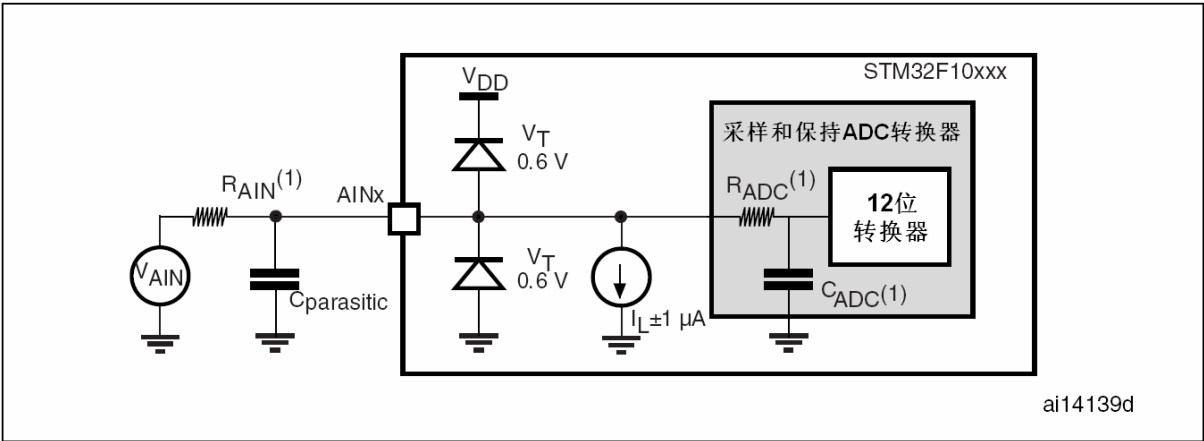 STM32F10xxx
VDD
采样和保持ADC转换器
VT
0.6 V
RAIN(1)
AINx
RADC(1)
12位
转换器
VAIN
Cparasitic
VT
0.6 V
IL±1 µA
CADC(1)
ai14139d